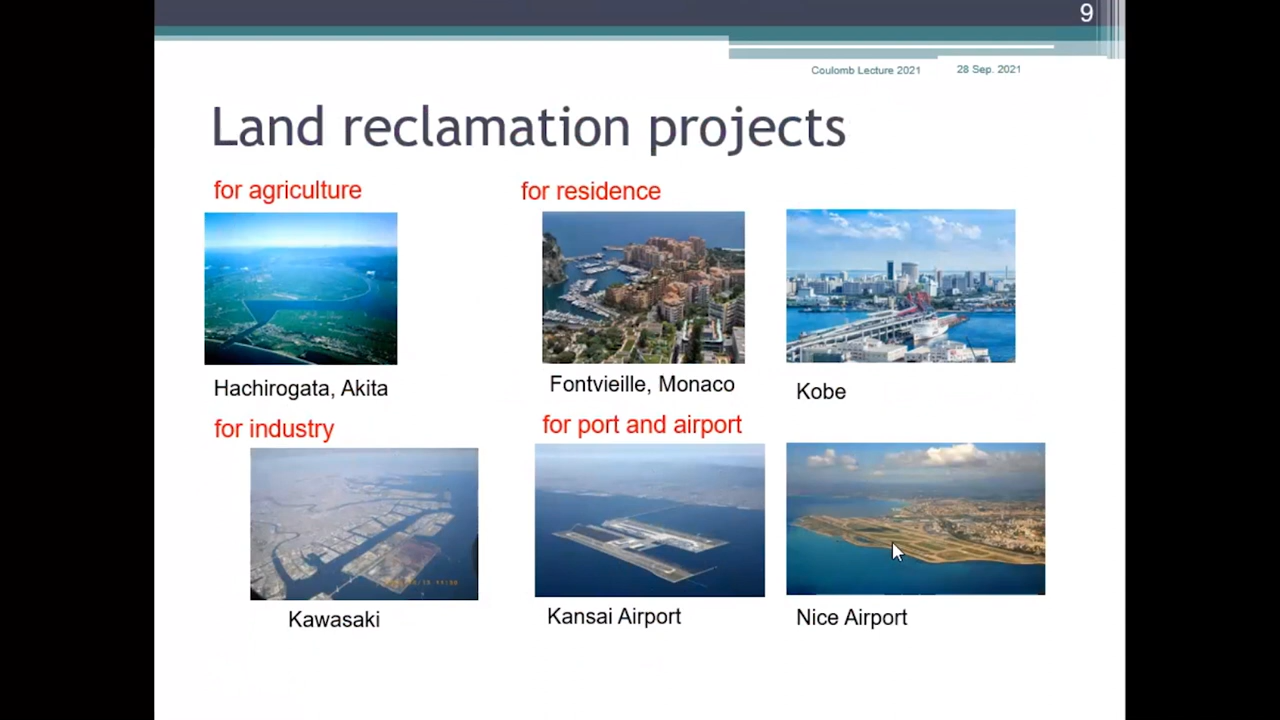 9
Coulomb Lecture 2021
28 Sep. 2021
Land reclamation projects
for agriculture
for residence
Hachirogata, Akita
Fontvieille, Monaco
Kobe
for industry
for port and airport
Kawasaki
Kansai Airport
Nice Airport